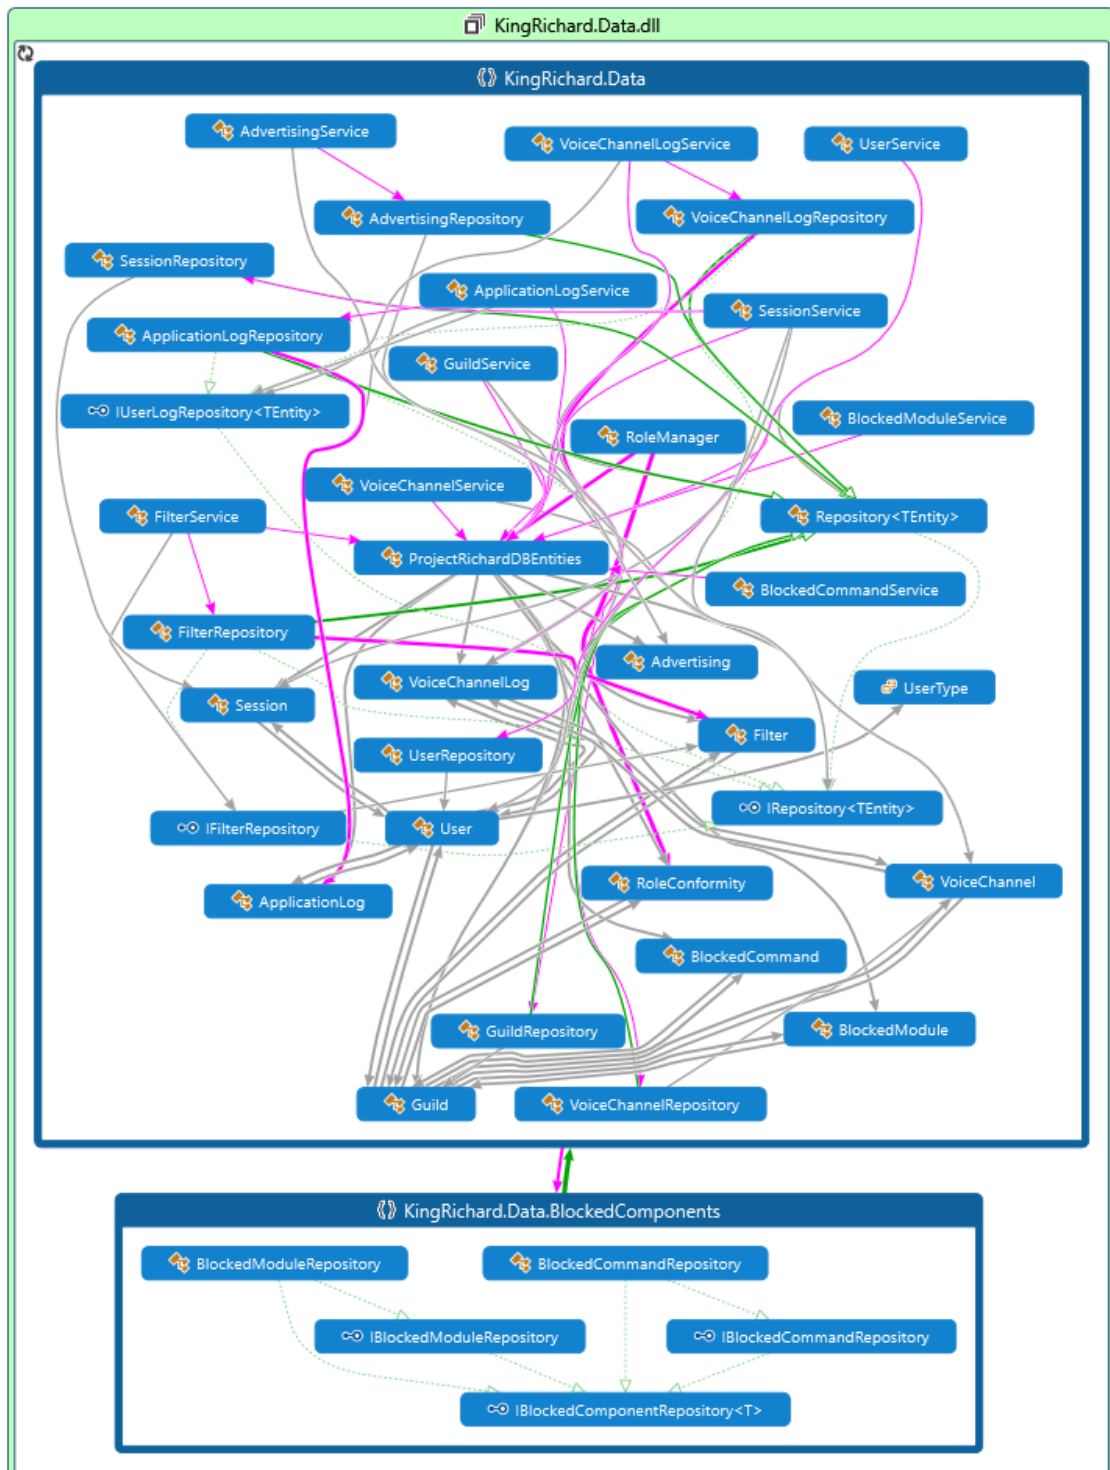 KingRichard.Data.dll
KingRichard.Data
AdvertisingService
VoiceChannelLogService
UserService
AdvertisingRepository
VoiceChannelLogRepository
SessionRepository
ApplicationLogService
SessionService
ApplicationLogRepository
GuildService
IUserLogRepository<TEntity>
BlockedModuleService
RoleManager
VoiceChannelService
FilterService
Repository<TEntity>
ProjectRichardDBEntities
BlockedCommandService
FilterRepository
Advertising
VoiceChannelLog
UserType
Session
Filter
UserRepository
IRepository<TEntity>
IFilterRepository
User
RoleConformity
VoiceChannel
ApplicationLog
BlockedCommand
GuildRepository
BlockedModule
Guild
VoiceChannelRepository
KingRichard.Data.BlockedComponents
BlockedModuleRepository
BlockedCommandRepository
IBlockedModuleRepository
IBlockedCommandRepository
IBlockedComponentRepository<T>